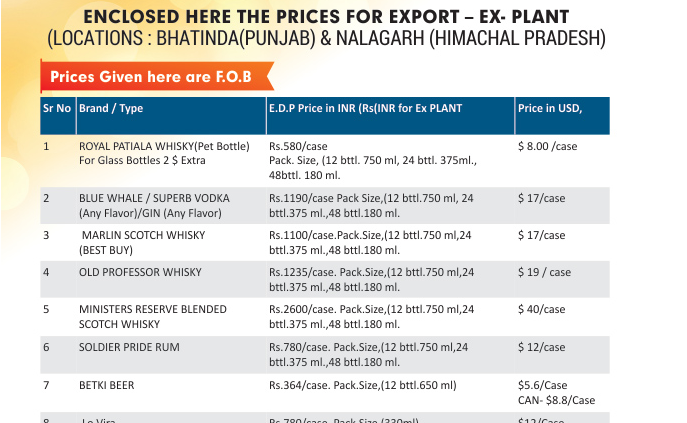 ENCLOSED HERE THE PRICES FOR EXPORT – EX- PLANT
(LOCATIONS : BHATINDA(PUNJAB) & NALAGARH (HIMACHAL PRADESH)
Prices Given here are F.O.B
Sr No Brand / Type E.D.P Price in INR (Rs(INR for Ex PLANT Price in USD,
1 ROYAL PATIALA WHISKY(Pet Bottle) Rs.580/case $ 8.00 /case
For Glass Bottles 2 $ Extra Pack. Size, (12 bttl. 750 ml, 24 bttl. 375ml.,
48bttl. 180 ml.
2 BLUE WHALE / SUPERB VODKA Rs.1190/case Pack Size,(12 bttl.750 ml, 24 $ 17/case
(Any Flavor)/GIN (Any Flavor) bttl.375 ml.,48 bttl.180 ml.
3 MARLIN SCOTCH WHISKY Rs.1100/case.Pack.Size,(12 bttl.750 ml,24 $ 17/case
(BEST BUY) bttl.375 ml.,48 bttl.180 ml.
4 OLD PROFESSOR WHISKY Rs.1235/case. Pack.Size,(12 bttl.750 ml,24 $ 19 / case
bttl.375 ml.,48 bttl.180 ml.
5 MINISTERS RESERVE BLENDED Rs.2600/case. Pack.Size,(12 bttl.750 ml,24 $ 40/case
SCOTCH WHISKY bttl.375 ml.,48 bttl.180 ml.
6 SOLDIER PRIDE RUM Rs.780/case. Pack.Size,(12 bttl.750 ml,24 $ 12/case
bttl.375 ml.,48 bttl.180 ml.
7 BETKI BEER Rs.364/case. Pack.Size,(12 bttl.650 ml) $5.6/Case
CAN- $8.8/Case
8 Le Vira Rs.780/case. Pack.Size,(330ml) $12/Case